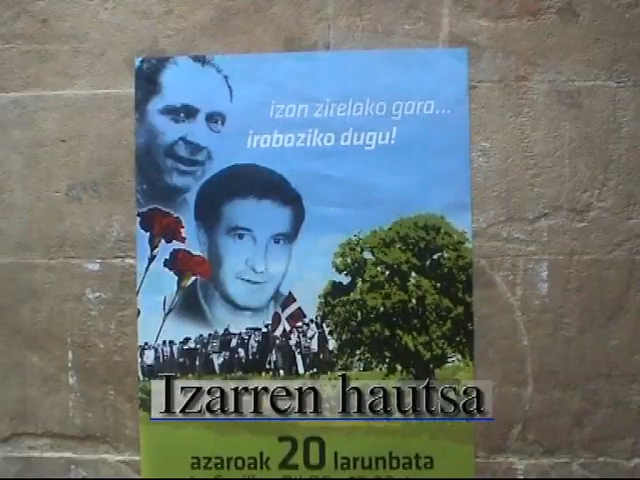 izan zirelako gara...
irabaziko dugu!
Izarren hautsa
azaroak 20 larunbata